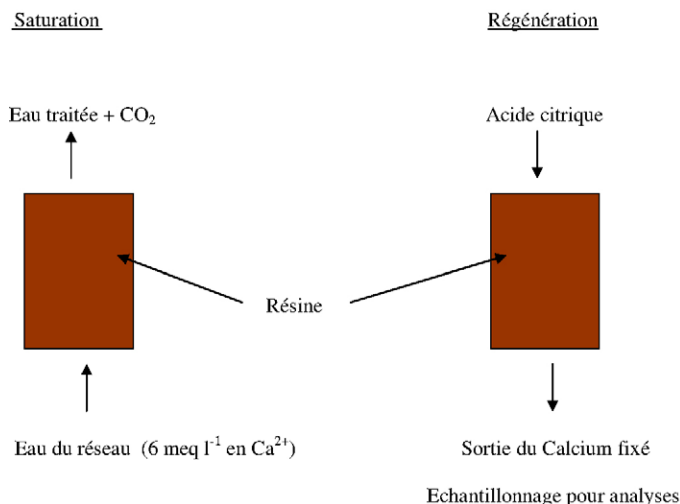 Saturation
Régénération
Eau traitée + CO₂
Acide citrique
Résine
Eau du réseau (6 meq l⁻¹ en Ca²⁺)
Sortie du Calcium fixé
Echantillonnage pour analyses